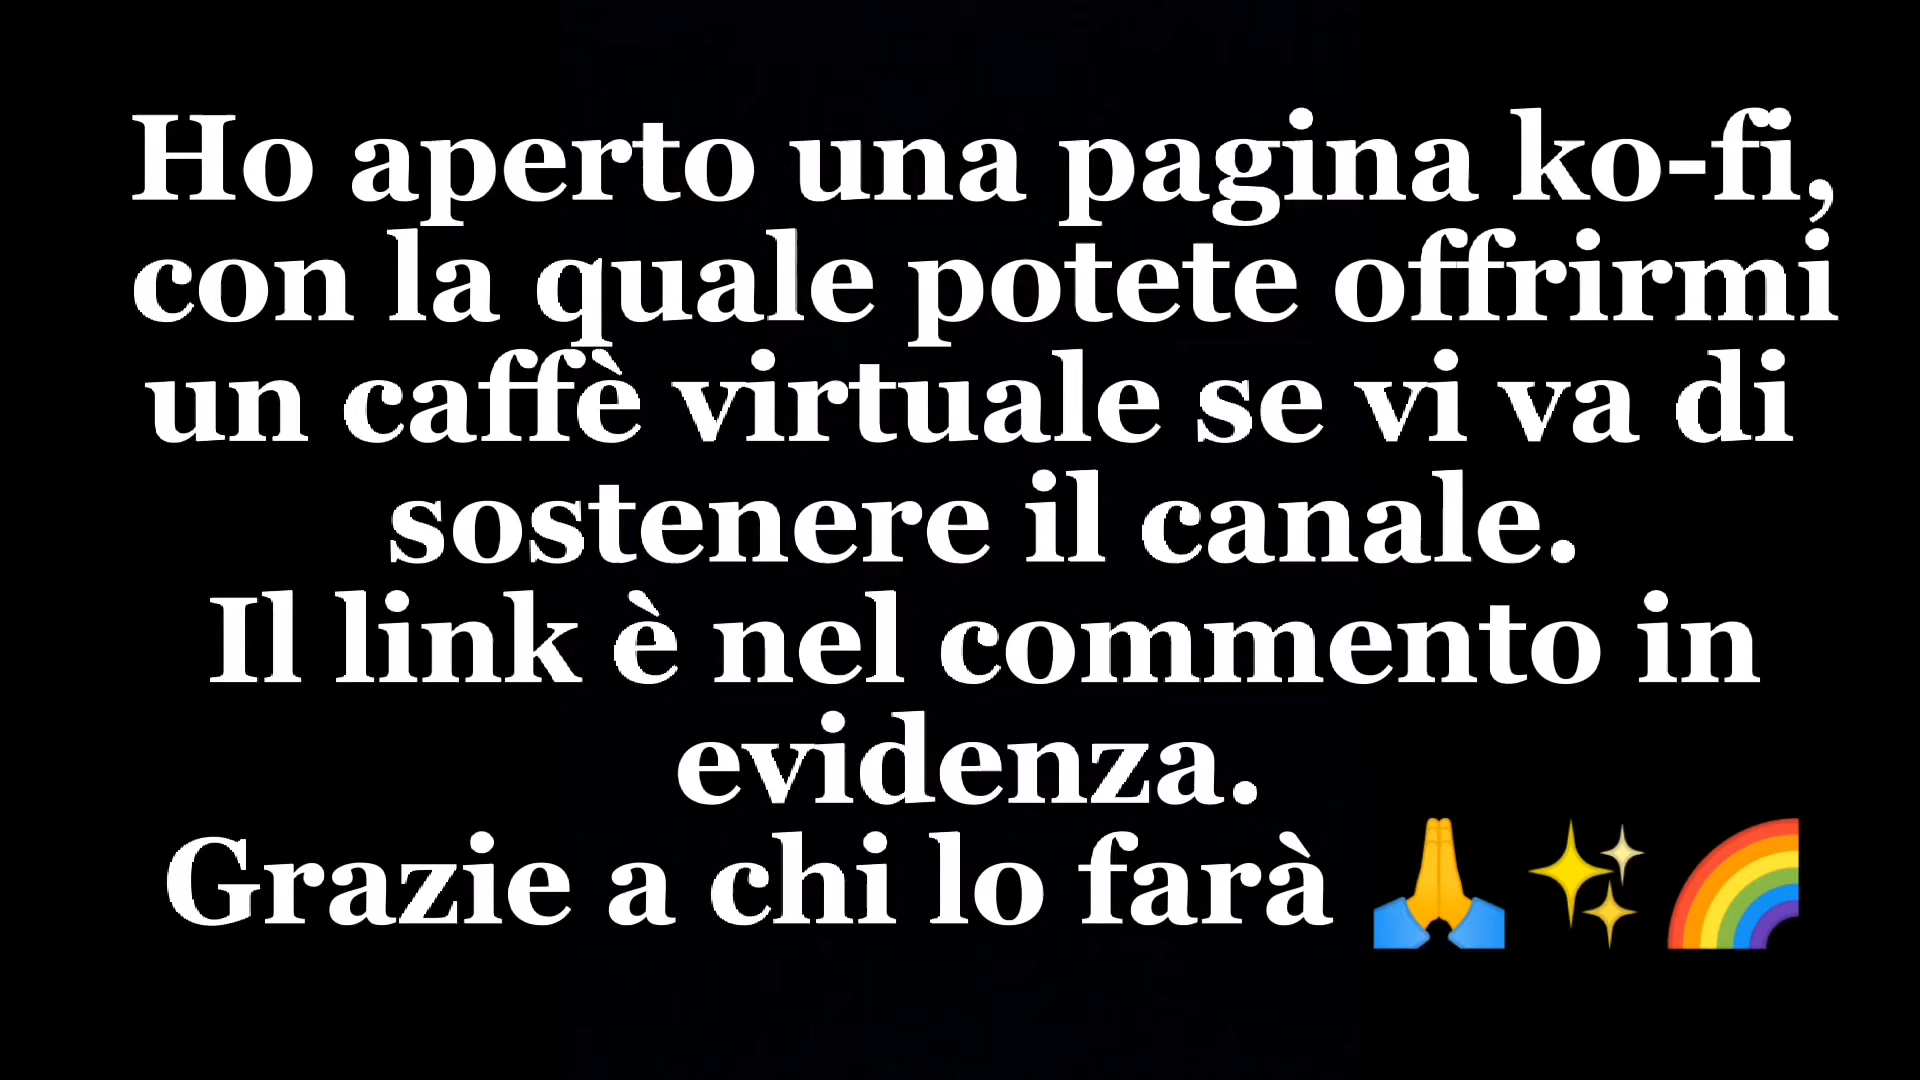 Ho aperto una pagina ko-fi,
con la quale potete offrirmi
un caffè virtuale se vi va di
sostenere il canale.
Il link è nel commento in
evidenza.
Grazie a chi lo farà 🙏✨🌈